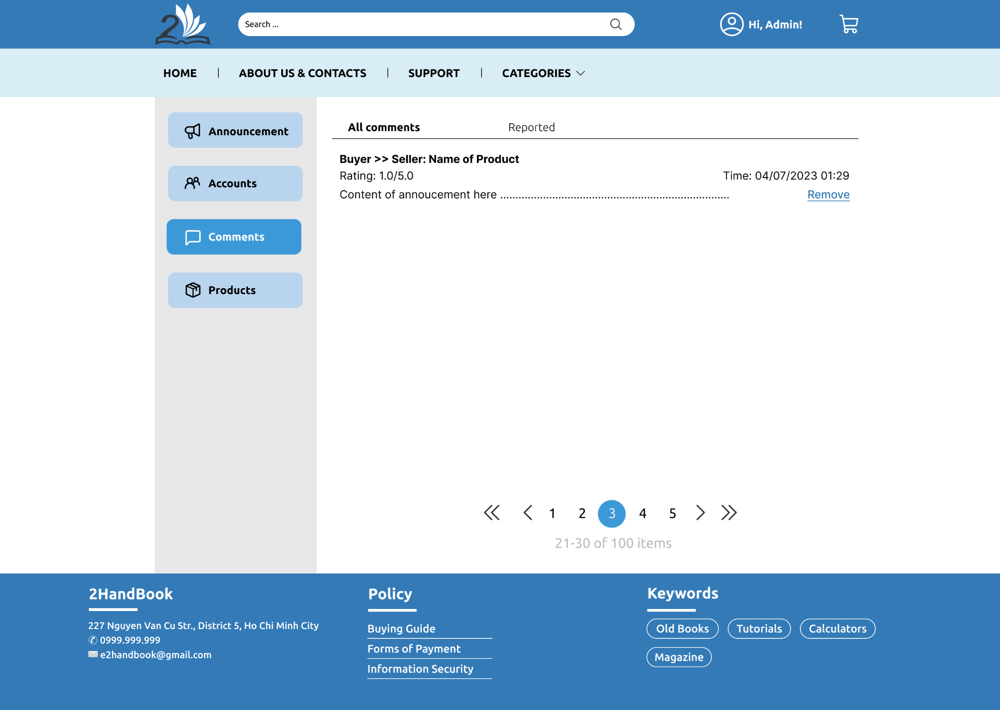 2
Search ...
Hi, Admin!
HOME | ABOUT US & CONTACTS | SUPPORT | CATEGORIES
Announcement
Accounts
Comments
Products
All comments Reported
Buyer >> Seller: Name of Product
Rating: 1.0/5.0 Time: 04/07/2023 01:29
Content of annoucement here ........................................................................... Remove
1 2 3 4 5
21-30 of 100 items
2HandBook
227 Nguyen Van Cu Str., District 5, Ho Chi Minh City
✆ 0999.999.999
✉ e2handbook@gmail.com
Policy
Buying Guide
Forms of Payment
Information Security
Keywords
Old Books Tutorials Calculators
Magazine